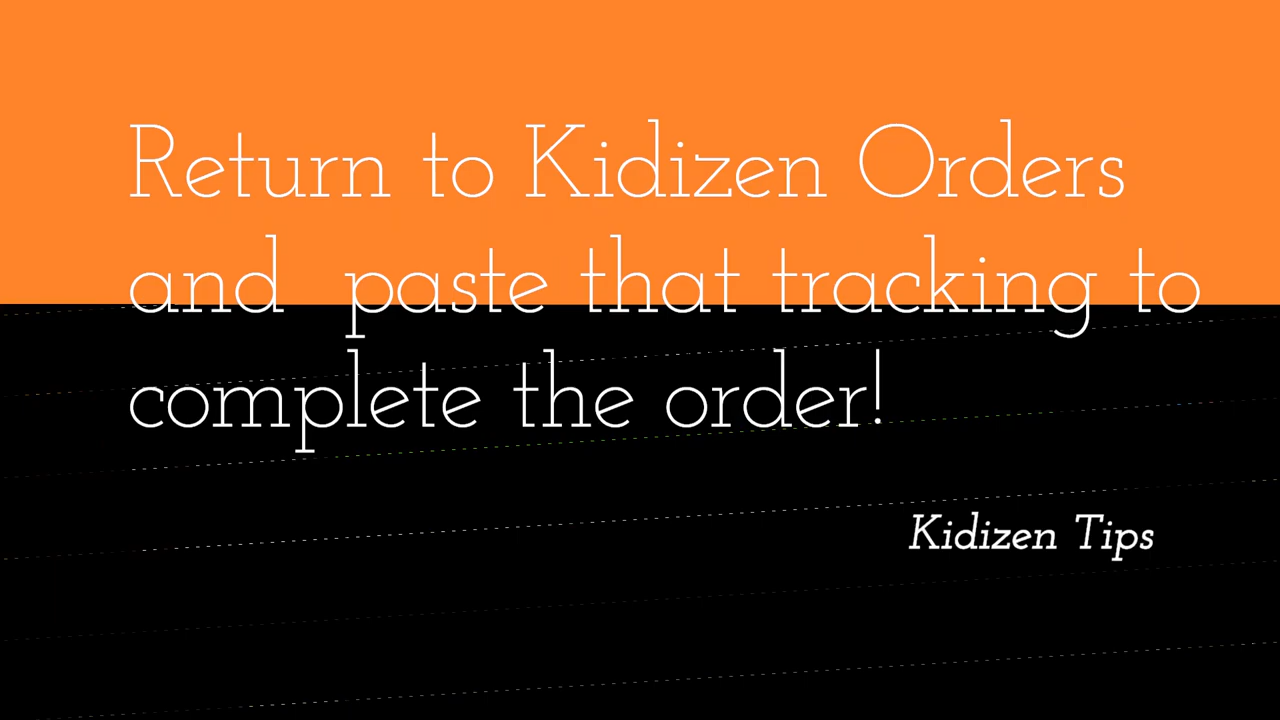 Return to Kidizen Orders
and  paste that tracking to
complete the order!
Kidizen Tips